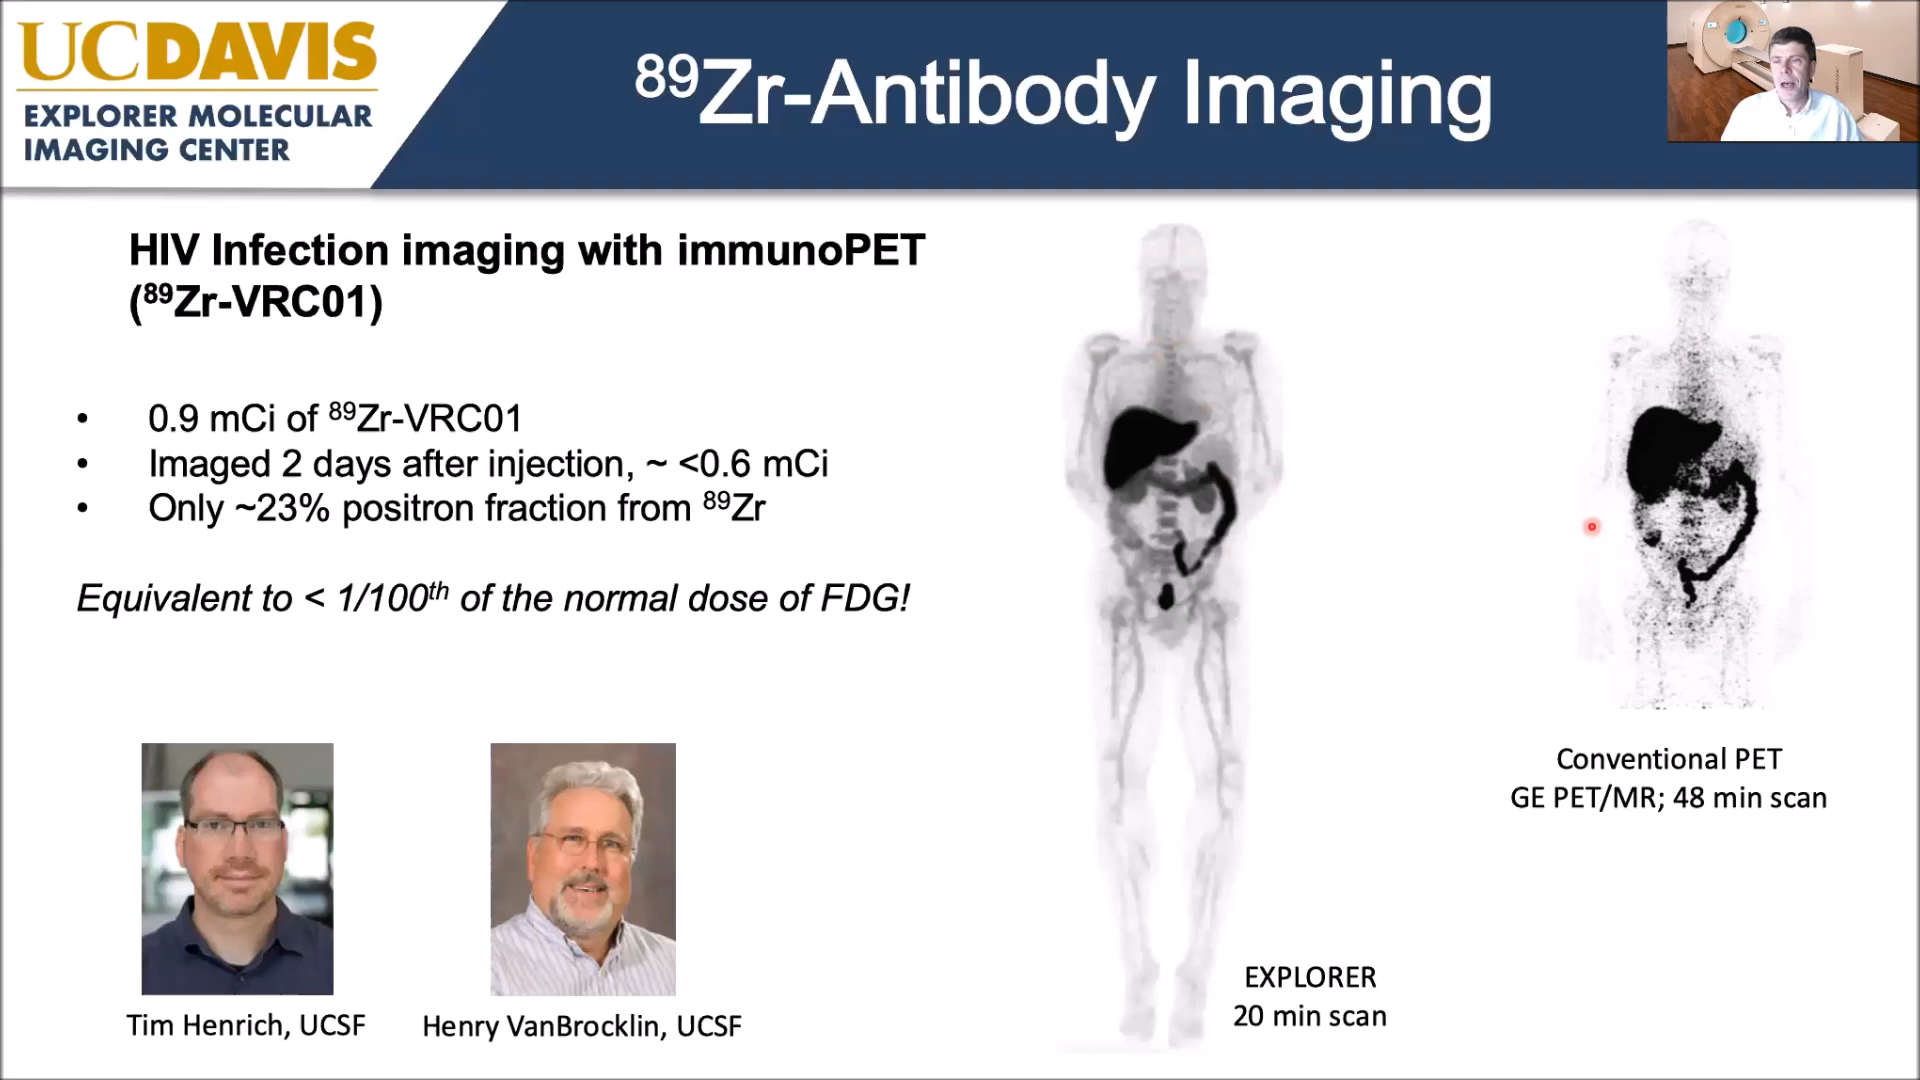 UCDAVIS
EXPLORER MOLECULAR
IMAGING CENTER
⁸⁹Zr-Antibody Imaging
HIV Infection imaging with immunoPET
(⁸⁹Zr-VRC01)
• 0.9 mCi of ⁸⁹Zr-VRC01
• Imaged 2 days after injection, ~ <0.6 mCi
• Only ~23% positron fraction from ⁸⁹Zr
Equivalent to < 1/100ᵗʰ of the normal dose of FDG!
Tim Henrich, UCSF
Henry VanBrocklin, UCSF
EXPLORER
20 min scan
Conventional PET
GE PET/MR; 48 min scan